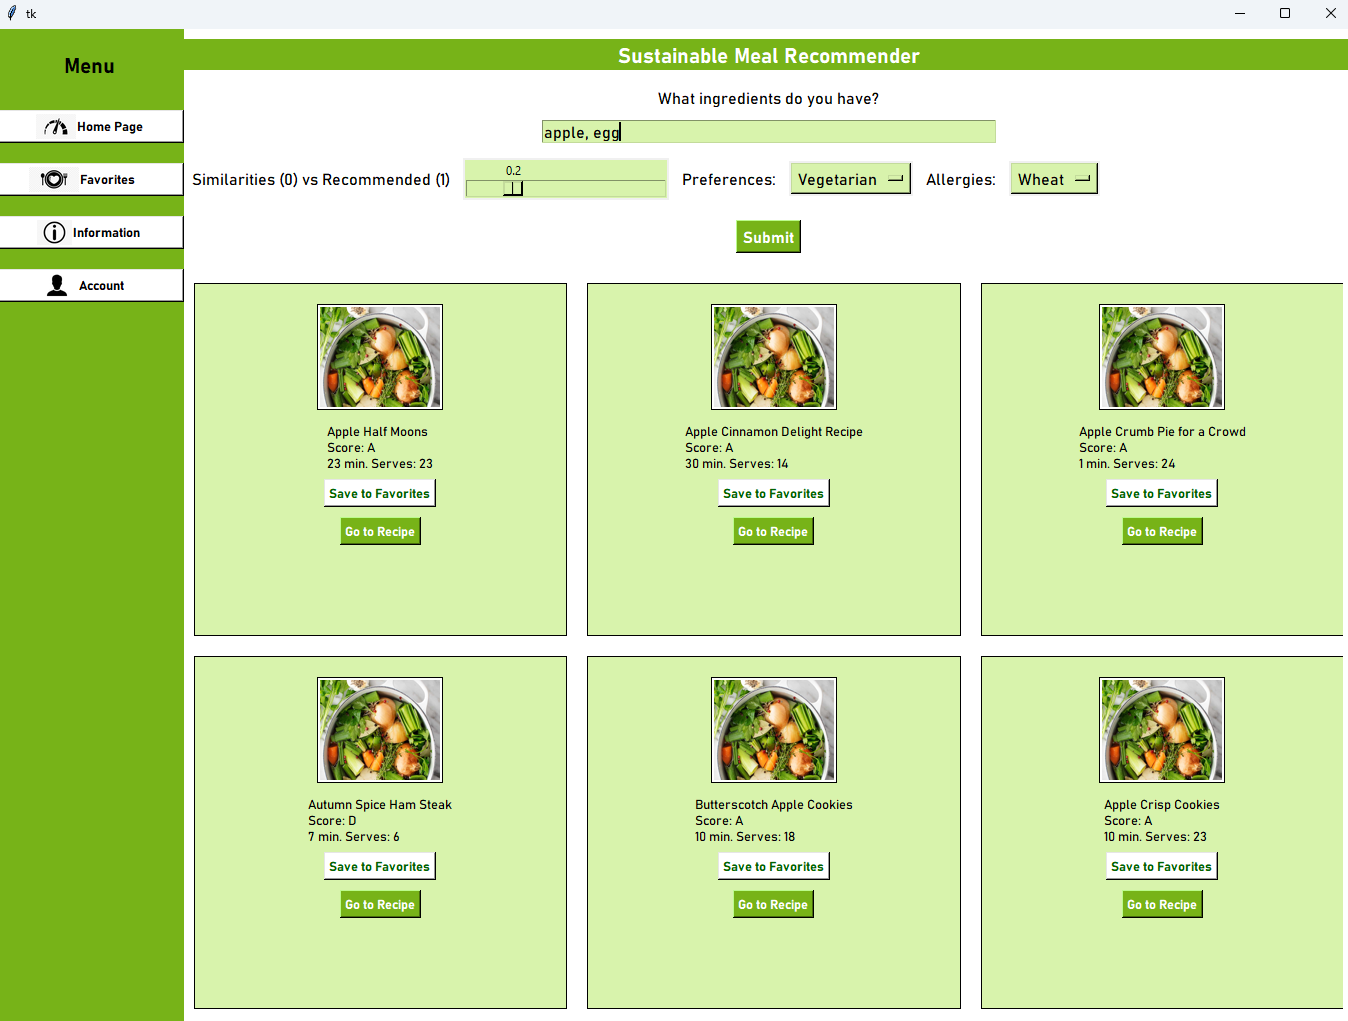 tk
Menu
Home Page
Favorites
Information
Account
Sustainable Meal Recommender
What ingredients do you have?
apple, egg
Similarities (0) vs Recommended (1)
0.2
Preferences:
Vegetarian
Allergies:
Wheat
Submit
Apple Half Moons
Score: A
23 min. Serves: 23
Save to Favorites
Go to Recipe
Apple Cinnamon Delight Recipe
Score: A
30 min. Serves: 14
Save to Favorites
Go to Recipe
Apple Crumb Pie for a Crowd
Score: A
1 min. Serves: 24
Save to Favorites
Go to Recipe
Autumn Spice Ham Steak
Score: D
7 min. Serves: 6
Save to Favorites
Go to Recipe
Butterscotch Apple Cookies
Score: A
10 min. Serves: 18
Save to Favorites
Go to Recipe
Apple Crisp Cookies
Score: A
10 min. Serves: 23
Save to Favorites
Go to Recipe